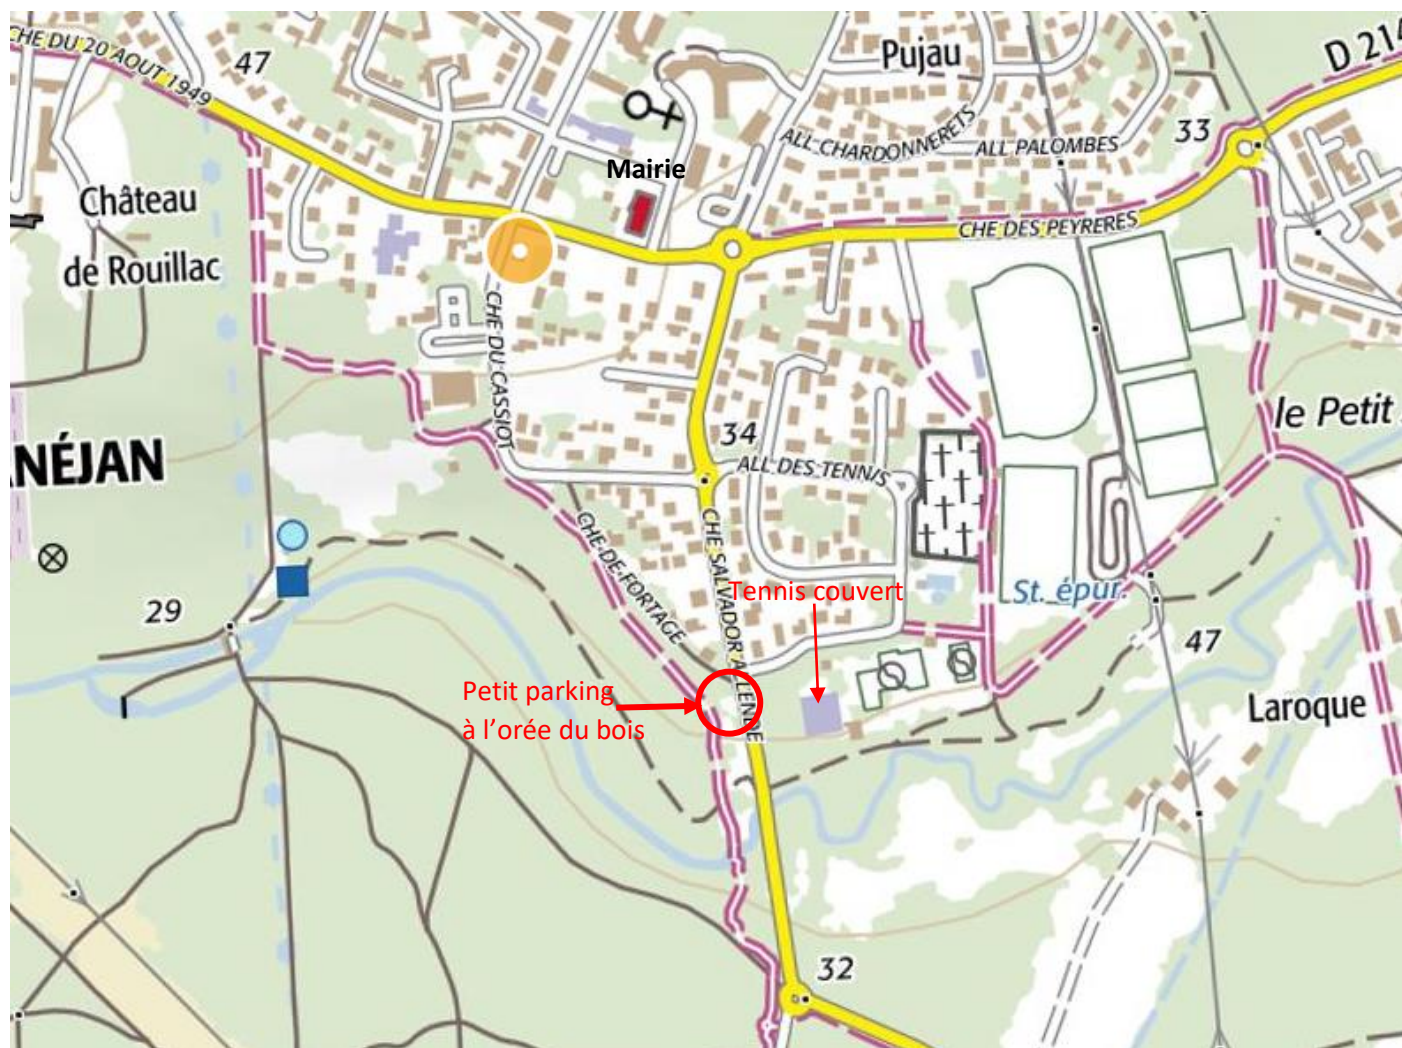 CHE DU 20 AOUT 1949
47
Pujau
D 214
Mairie
ALL CHARDONNERETS
ALL PALOMBES
33
Château
de Rouillac
CHE DES PEYRERES
CHE DU CASSIOT
NÉJAN
34
ALL DES TENNIS
le Petit
CHE DE FORTAGE
CHE SALVADOR ALLENDE
Tennis couvert
St. épur.
29
47
Petit parking
à l'orée du bois
Laroque
32